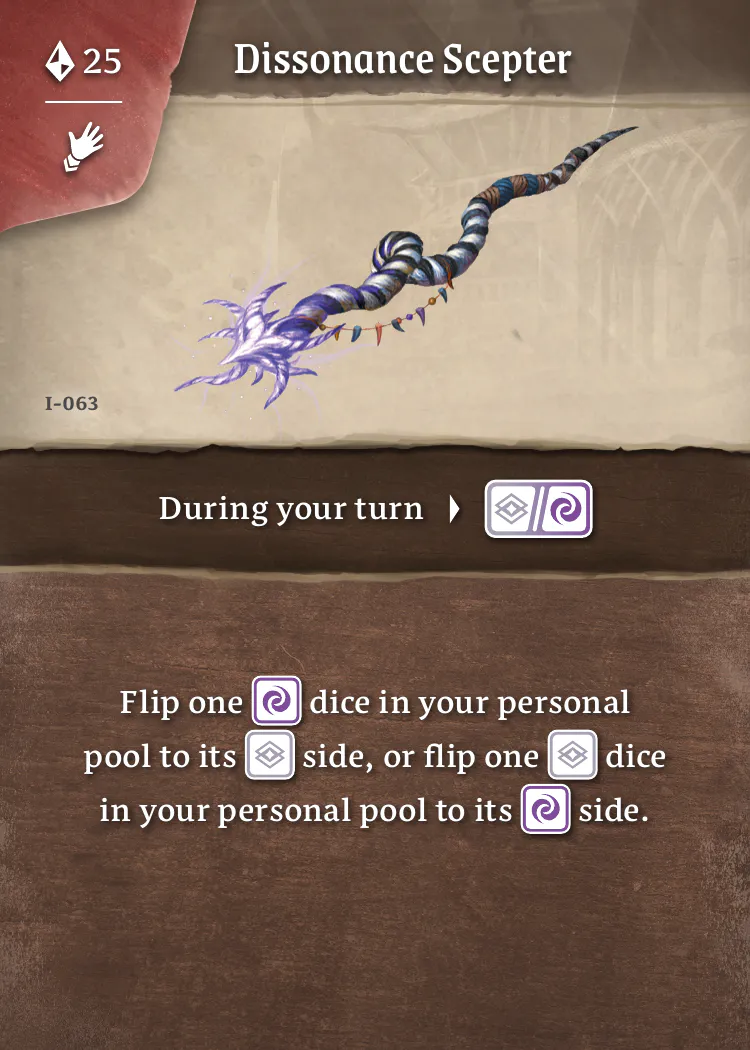 25
Dissonance Scepter
I-063
During your turn
Flip one dice in your personal
pool to its side, or flip one dice
in your personal pool to its side.